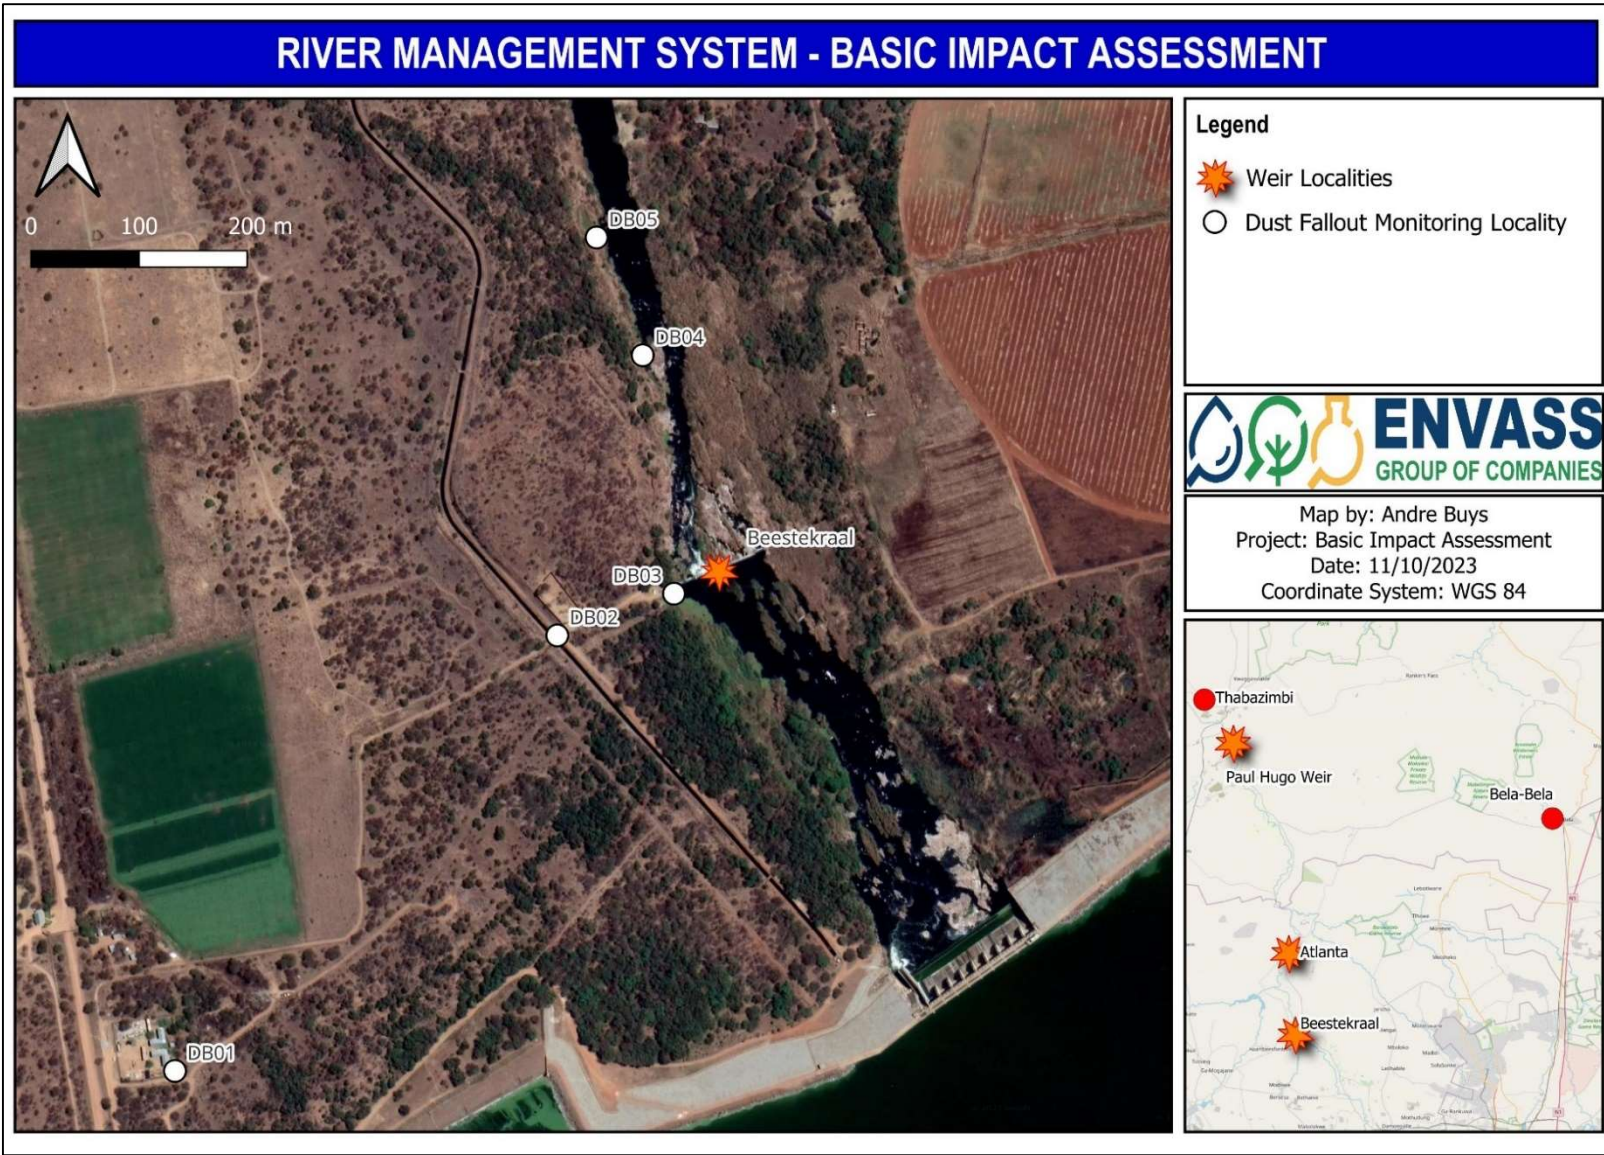 RIVER MANAGEMENT SYSTEM - BASIC IMPACT ASSESSMENT
0 100 200 m
DB05
DB04
Beestekraal
DB03
DB02
DB01
Legend
Weir Localities
Dust Fallout Monitoring Locality
ENVASS
GROUP OF COMPANIES
Map by: Andre Buys
Project: Basic Impact Assessment
Date: 11/10/2023
Coordinate System: WGS 84
Thabazimbi
Paul Hugo Weir
Bela-Bela
Atlanta
Beestekraal
N1
N1